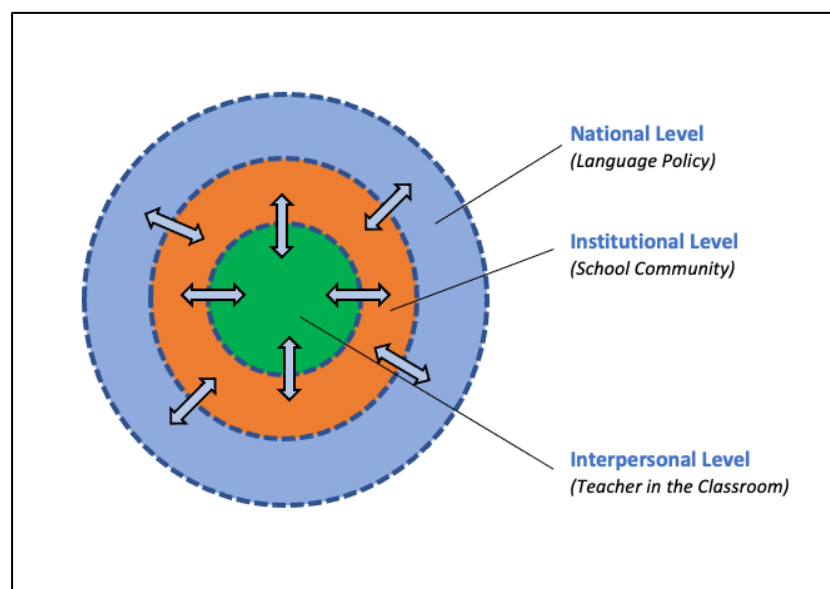 National Level
(Language Policy)
Institutional Level
(School Community)
Interpersonal Level
(Teacher in the Classroom)